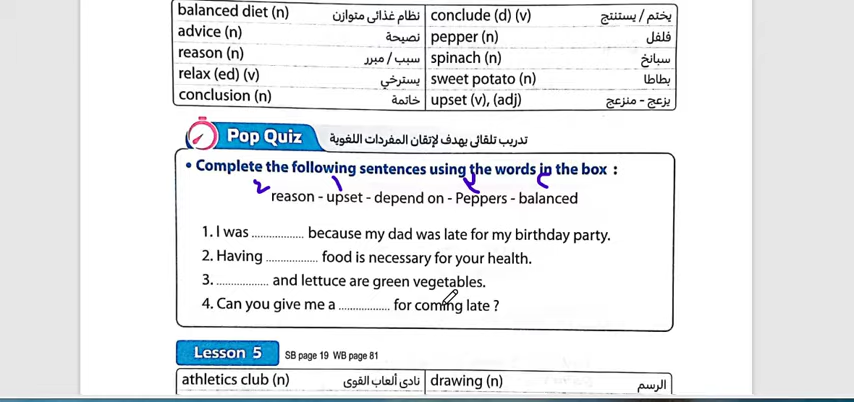 balanced diet (n) نظام غذائى متوازن conclude (d) (v) يختم / يستنتج
advice (n) نصيحة pepper (n) فلفل
reason (n) سبب / مبرر spinach (n) سبانخ
relax (ed) (v) يسترخي sweet potato (n) بطاطا
conclusion (n) خاتمة upset (v), (adj) يزعج - منزعج
Pop Quiz تدريب تلقائى بهدف لإتقان المفردات اللغوية
• Complete the following sentences using the words in the box :
reason - upset - depend on - Peppers - balanced
1. I was ................. because my dad was late for my birthday party.
2. Having ................. food is necessary for your health.
3. ................. and lettuce are green vegetables.
4. Can you give me a ................. for coming late ?
Lesson 5 SB page 19 WB page 81
athletics club (n) نادى ألعاب القوى drawing (n) الرسم